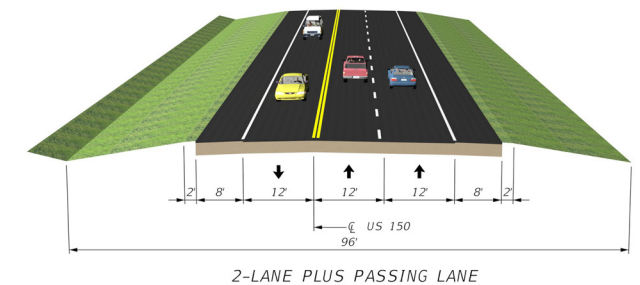 2' 8' 12' 12' 12' 8' 2'
℄ US 150
96'
2-LANE PLUS PASSING LANE